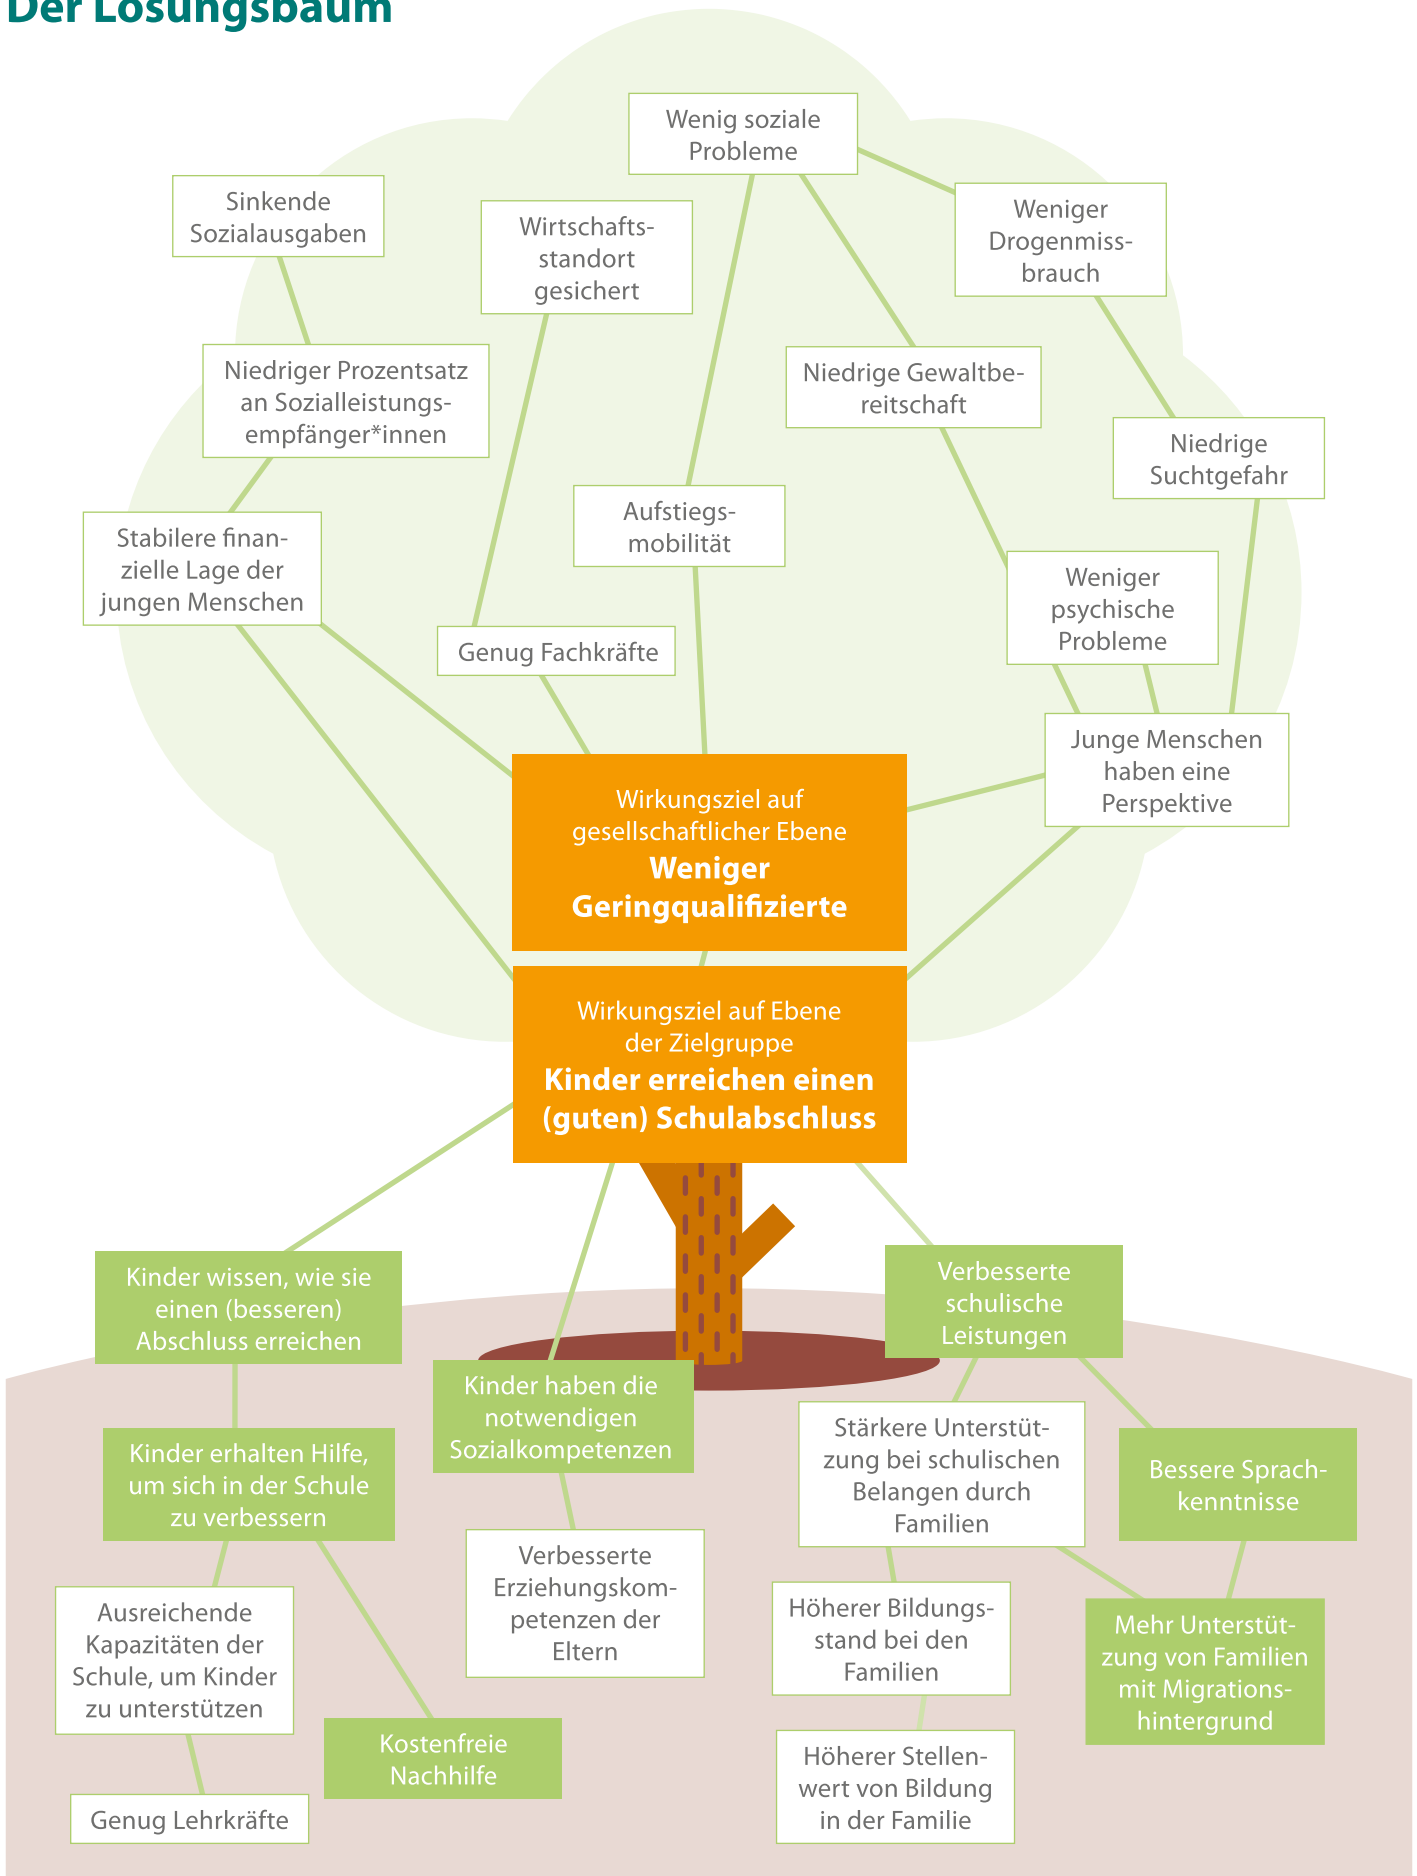 Der Lösungsbaum
Wenig soziale
Probleme
Sinkende
Sozialausgaben
Wirtschafts-
standort
gesichert
Weniger
Drogenmiss-
brauch
Niedriger Prozentsatz
an Sozialleistungs-
empfänger*innen
Niedrige Gewaltbe-
reitschaft
Niedrige
Suchtgefahr
Stabilere finan-
zielle Lage der
jungen Menschen
Aufstiegs-
mobilität
Weniger
psychische
Probleme
Genug Fachkräfte
Junge Menschen
haben eine
Perspektive
Wirkungsziel auf
gesellschaftlicher Ebene
Weniger
Geringqualifizierte
Wirkungsziel auf Ebene
der Zielgruppe
Kinder erreichen einen
(guten) Schulabschluss
Kinder wissen, wie sie
einen (besseren)
Abschluss erreichen
Verbesserte
schulische
Leistungen
Kinder haben die
notwendigen
Sozialkompetenzen
Kinder erhalten Hilfe,
um sich in der Schule
zu verbessern
Stärkere Unterstüt-
zung bei schulischen
Belangen durch
Familien
Bessere Sprach-
kenntnisse
Verbesserte
Erziehungskom-
petenzen der
Eltern
Ausreichende
Kapazitäten der
Schule, um Kinder
zu unterstützen
Höherer Bildungs-
stand bei den
Familien
Mehr Unterstüt-
zung von Familien
mit Migrations-
hintergrund
Kostenfreie
Nachhilfe
Höherer Stellen-
wert von Bildung
in der Familie
Genug Lehrkräfte